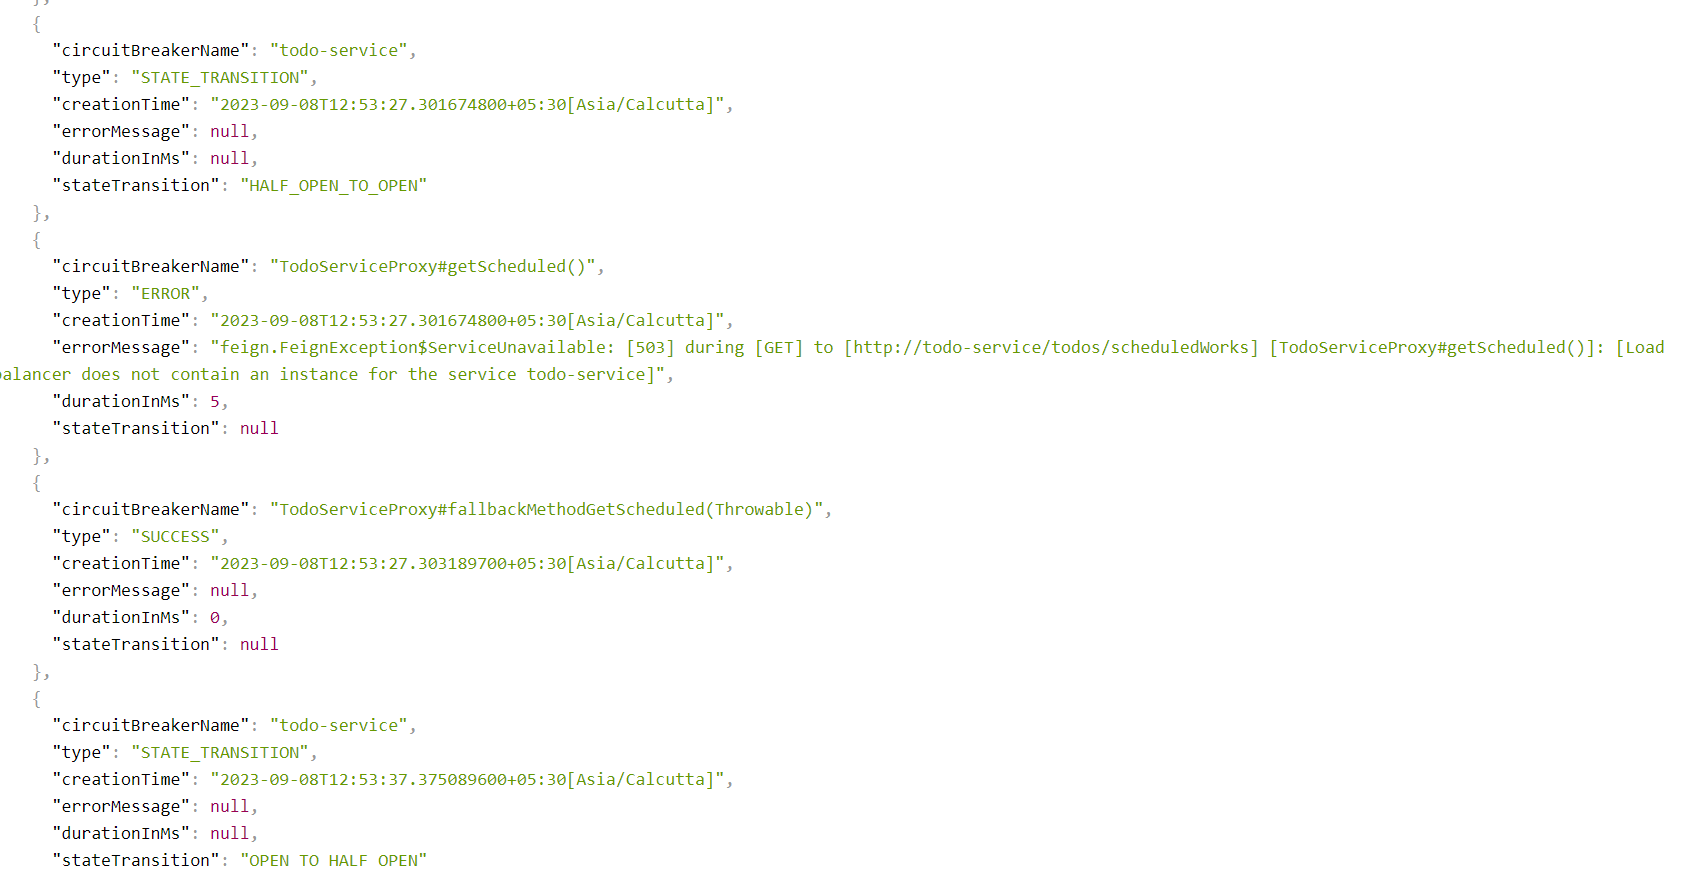 },
{
"circuitBreakerName": "todo-service",
"type": "STATE_TRANSITION",
"creationTime": "2023-09-08T12:53:27.301674800+05:30[Asia/Calcutta]",
"errorMessage": null,
"durationInMs": null,
"stateTransition": "HALF_OPEN_TO_OPEN"
},
{
"circuitBreakerName": "TodoServiceProxy#getScheduled()",
"type": "ERROR",
"creationTime": "2023-09-08T12:53:27.301674800+05:30[Asia/Calcutta]",
"errorMessage": "feign.FeignException$ServiceUnavailable: [503] during [GET] to [http://todo-service/todos/scheduledWorks] [TodoServiceProxy#getScheduled()]: [Load
balancer does not contain an instance for the service todo-service]",
"durationInMs": 5,
"stateTransition": null
},
{
"circuitBreakerName": "TodoServiceProxy#fallbackMethodGetScheduled(Throwable)",
"type": "SUCCESS",
"creationTime": "2023-09-08T12:53:27.303189700+05:30[Asia/Calcutta]",
"errorMessage": null,
"durationInMs": 0,
"stateTransition": null
},
{
"circuitBreakerName": "todo-service",
"type": "STATE_TRANSITION",
"creationTime": "2023-09-08T12:53:37.375089600+05:30[Asia/Calcutta]",
"errorMessage": null,
"durationInMs": null,
"stateTransition": "OPEN TO HALF OPEN"